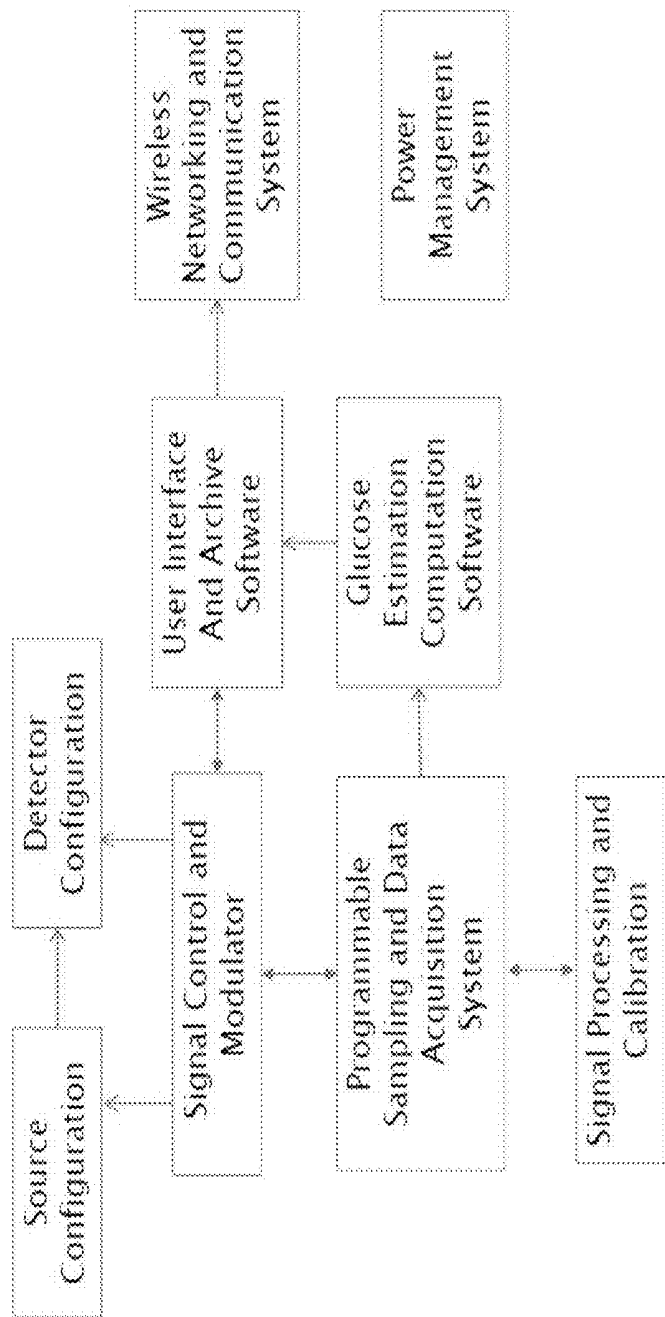 Source
Configuration
Detector
Configuration
Signal Control and
Modulator
User Interface
And Archive
Software
Wireless
Networking and
Communication
System
Programmable
Sampling and Data
Acquisition
System
Glucose
Estimation
Computation
Software
Power
Management
System
Signal Processing and
Calibration